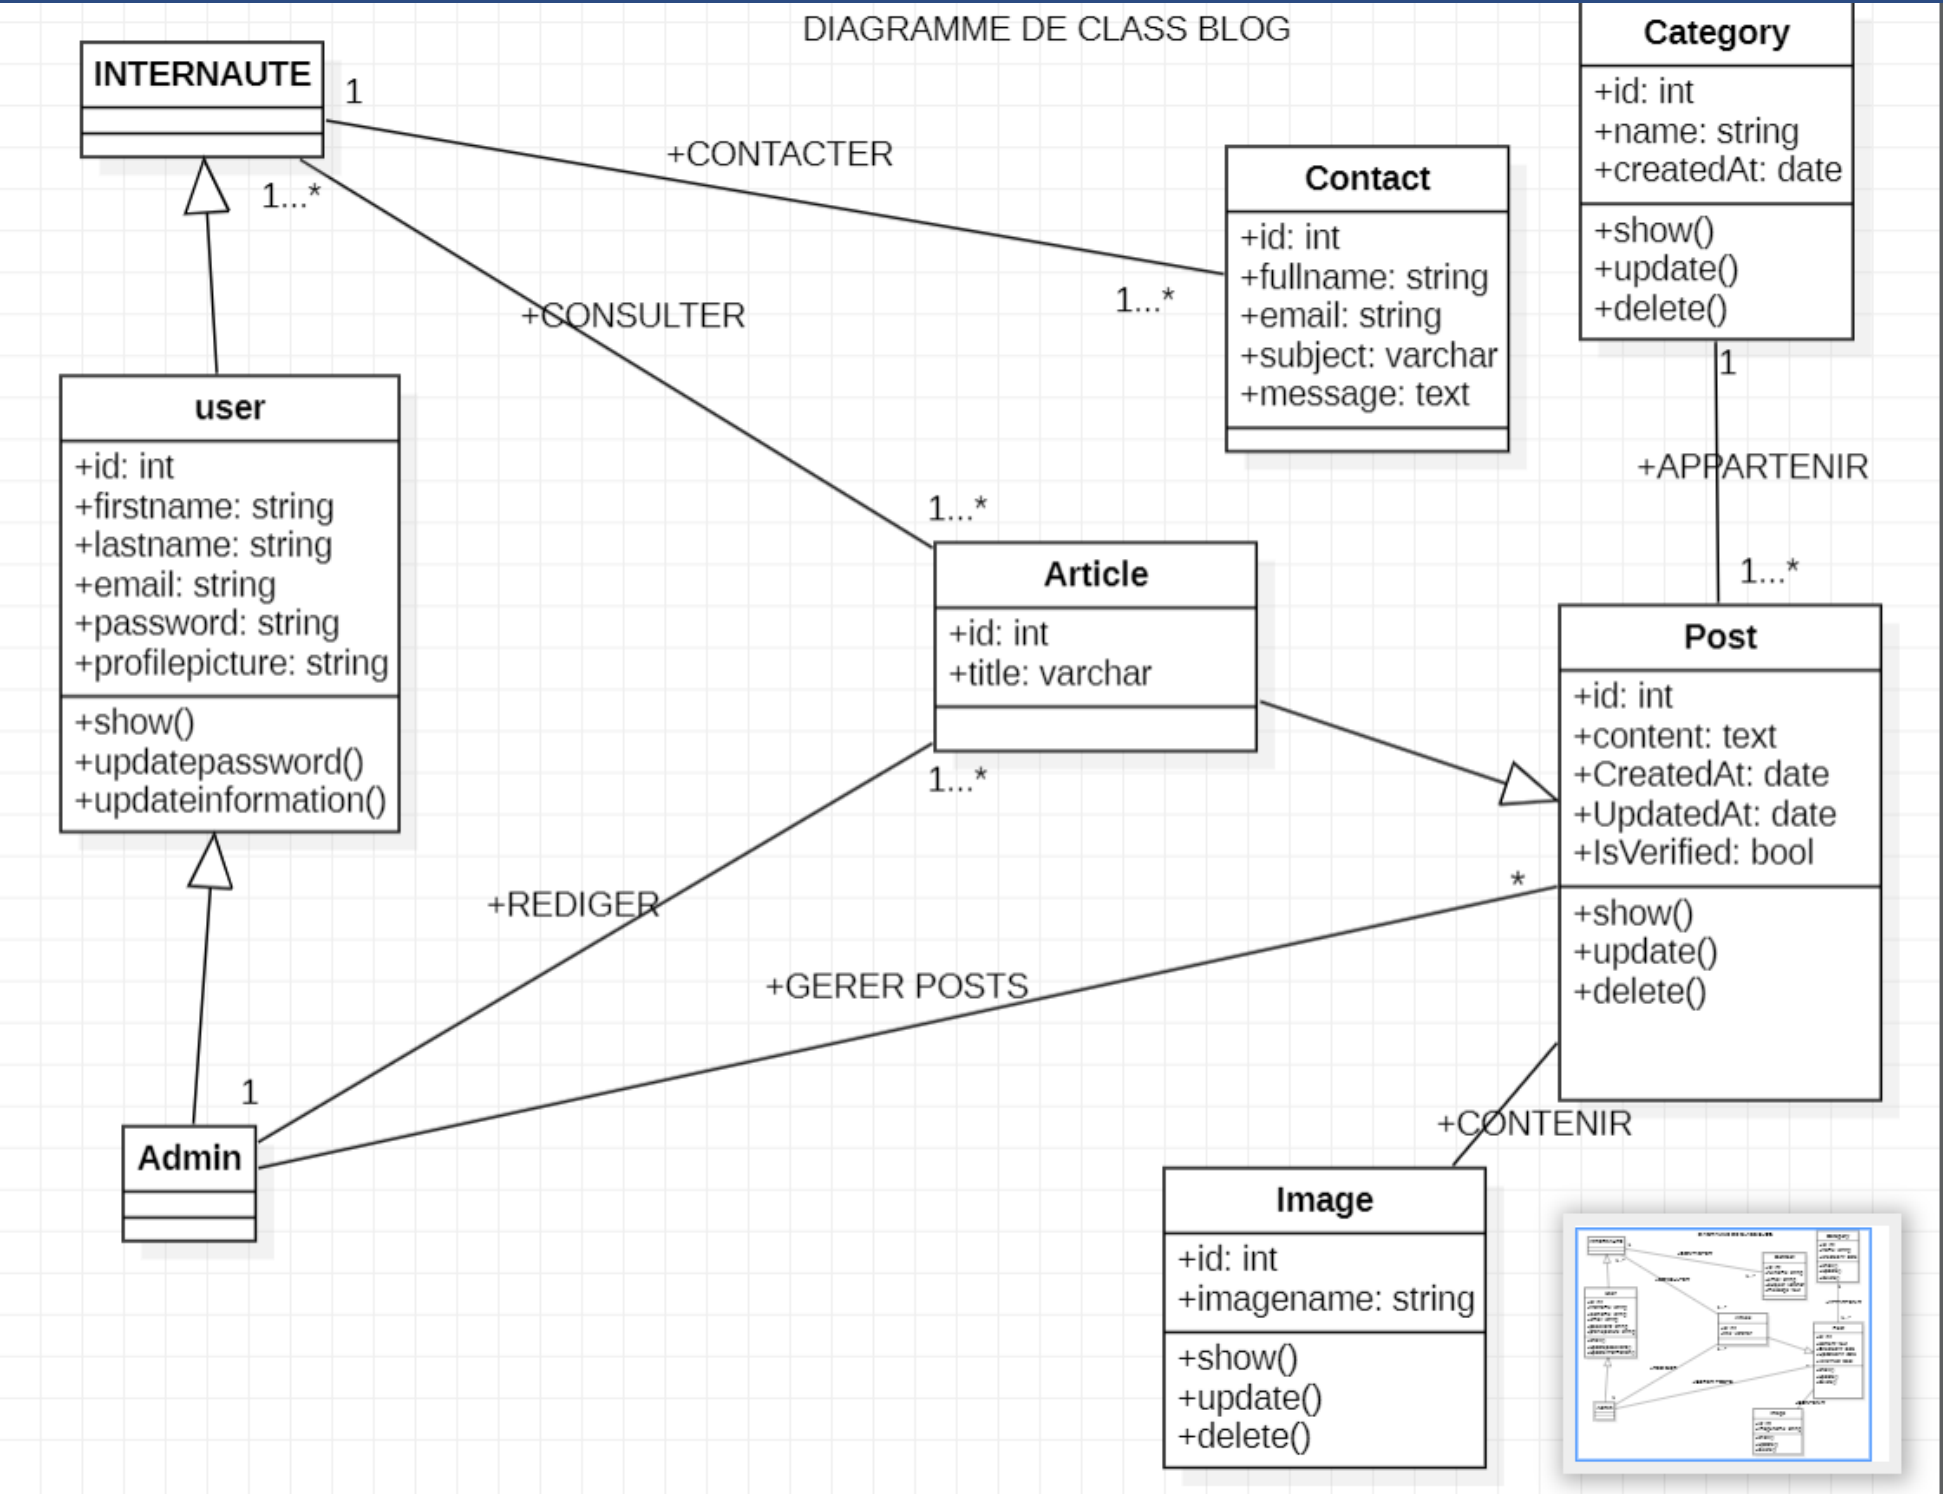 DIAGRAMME DE CLASS BLOG
INTERNAUTE
1
1...*
+CONTACTER
1...*
+CONSULTER
1...*
Contact
+id: int
+fullname: string
+email: string
+subject: varchar
+message: text
Category
+id: int
+name: string
+createdAt: date
+show()
+update()
+delete()
1
+APPARTENIR
1...*
user
+id: int
+firstname: string
+lastname: string
+email: string
+password: string
+profilepicture: string
+show()
+updatepassword()
+updateinformation()
Article
+id: int
+title: varchar
1...*
Post
+id: int
+content: text
+CreatedAt: date
+UpdatedAt: date
+IsVerified: bool
+show()
+update()
+delete()
*
+REDIGER
+GERER POSTS
1
Admin
+CONTENIR
Image
+id: int
+imagename: string
+show()
+update()
+delete()